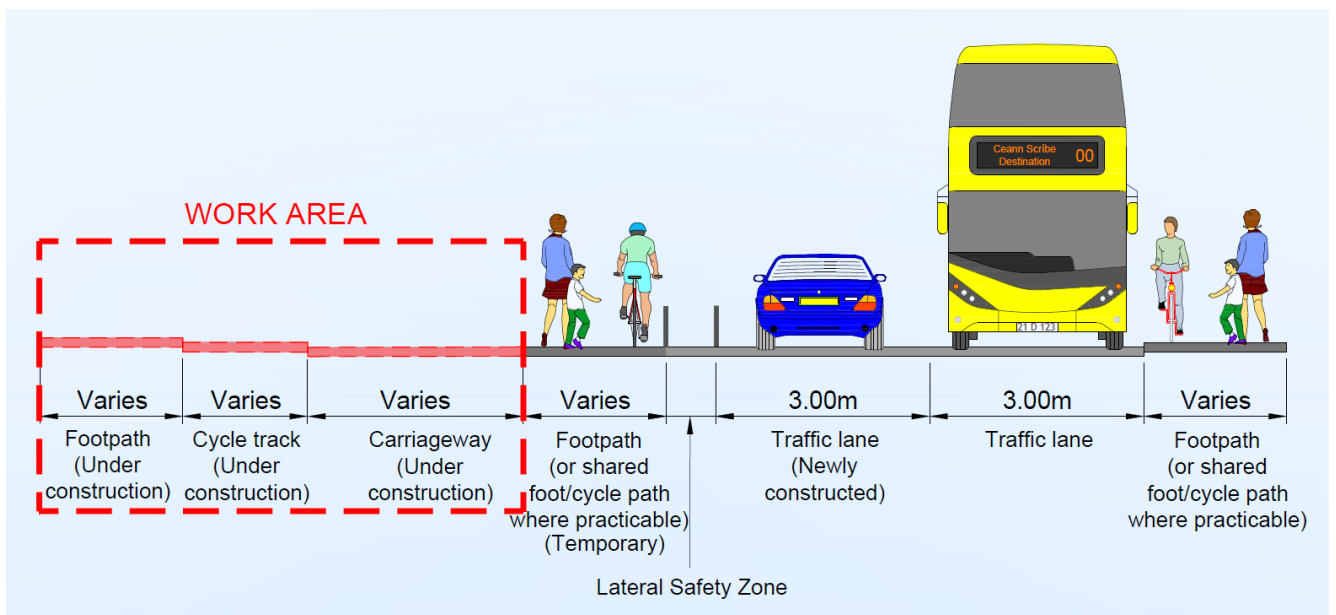 WORK AREA
Ceann Scríbe
Destination
00
21 D 123
Varies
Footpath
(Under
construction)
Varies
Cycle track
(Under
construction)
Varies
Carriageway
(Under
construction)
Varies
Footpath
(or shared
foot/cycle path
where practicable)
(Temporary)
Lateral Safety Zone
3.00m
Traffic lane
(Newly
constructed)
3.00m
Traffic lane
Varies
Footpath
(or shared
foot/cycle path
where practicable)